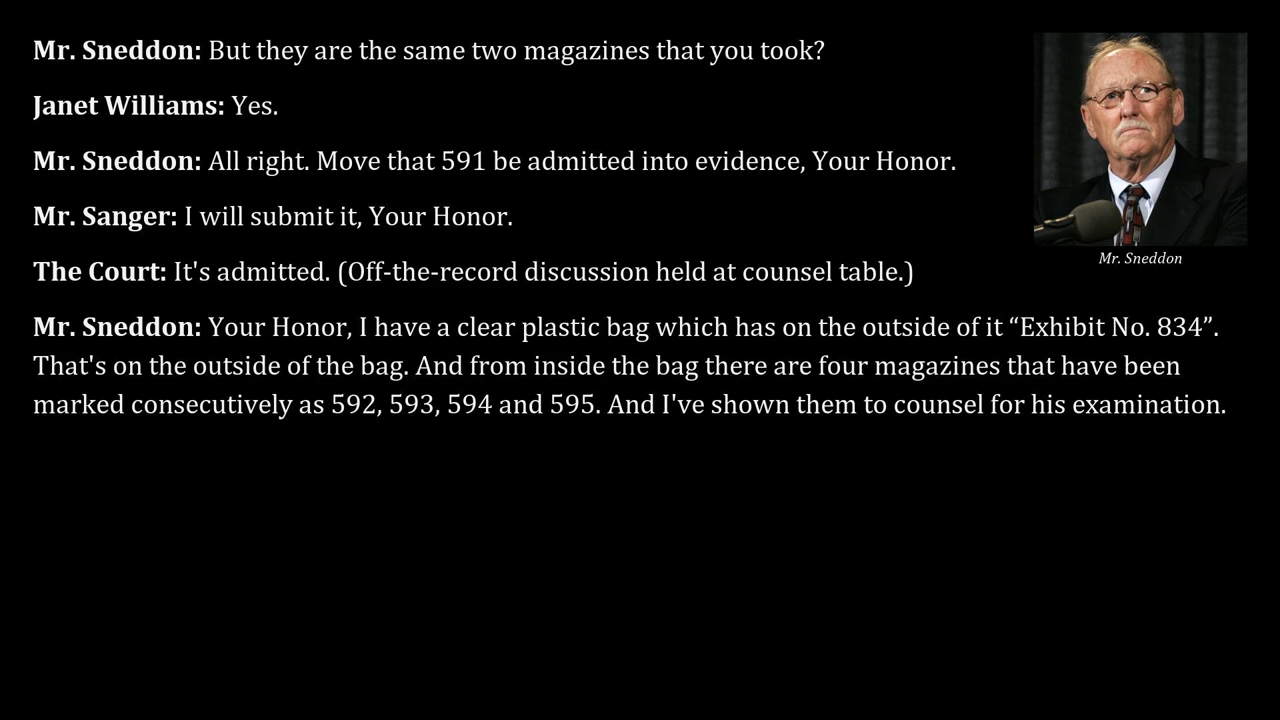 Mr. Sneddon: But they are the same two magazines that you took?
Janet Williams: Yes.
Mr. Sneddon: All right. Move that 591 be admitted into evidence, Your Honor.
Mr. Sanger: I will submit it, Your Honor.
The Court: It's admitted. (Off-the-record discussion held at counsel table.)
Mr. Sneddon
Mr. Sneddon: Your Honor, I have a clear plastic bag which has on the outside of it “Exhibit No. 834”.
That's on the outside of the bag. And from inside the bag there are four magazines that have been
marked consecutively as 592, 593, 594 and 595. And I've shown them to counsel for his examination.